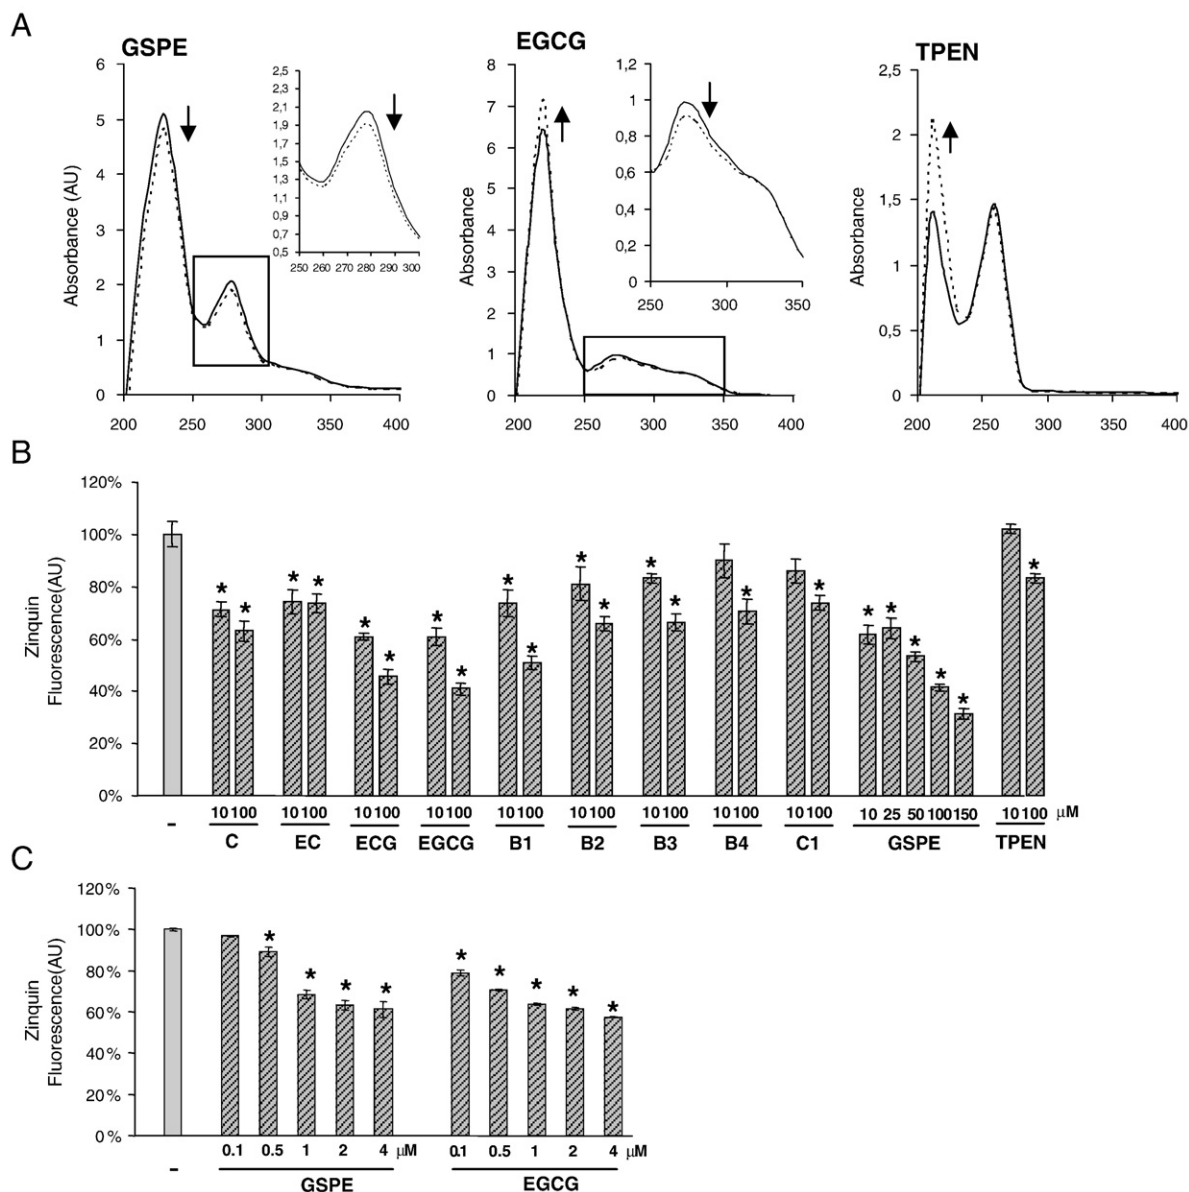 A
GSPE
EGCG
TPEN
Absorbance (AU)
6
5
4
3
2
1
0
200 250 300 350 400
2,5
2,3
2,1
1,9
1,7
1,5
1,3
1,1
0,9
0,7
0,5
250 260 270 280 290 300
Absorbance
8
7
6
5
4
3
2
1
0
200 250 300 350 400
1,2
1
0,8
0,6
0,4
0,2
0
250 300 350
Absorbance
2,5
2
1,5
1
0,5
0
200 250 300 350 400
B
Zinquin
Fluorescence(AU)
120%
100%
80%
60%
40%
20%
0%
* * * * * * * * * * * * * * * * * * * * * *
10 100 10 100 10 100 10 100 10 100 10 100 10 100 10 100 10 100 10 25 50 100 150 10 100 µM
- C EC ECG EGCG B1 B2 B3 B4 C1 GSPE TPEN
C
Zinquin
Fluorescence(AU)
120%
100%
80%
60%
40%
20%
0%
* * * * * * * * *
0.1 0.5 1 2 4 µM 0.1 0.5 1 2 4 µM
- GSPE EGCG